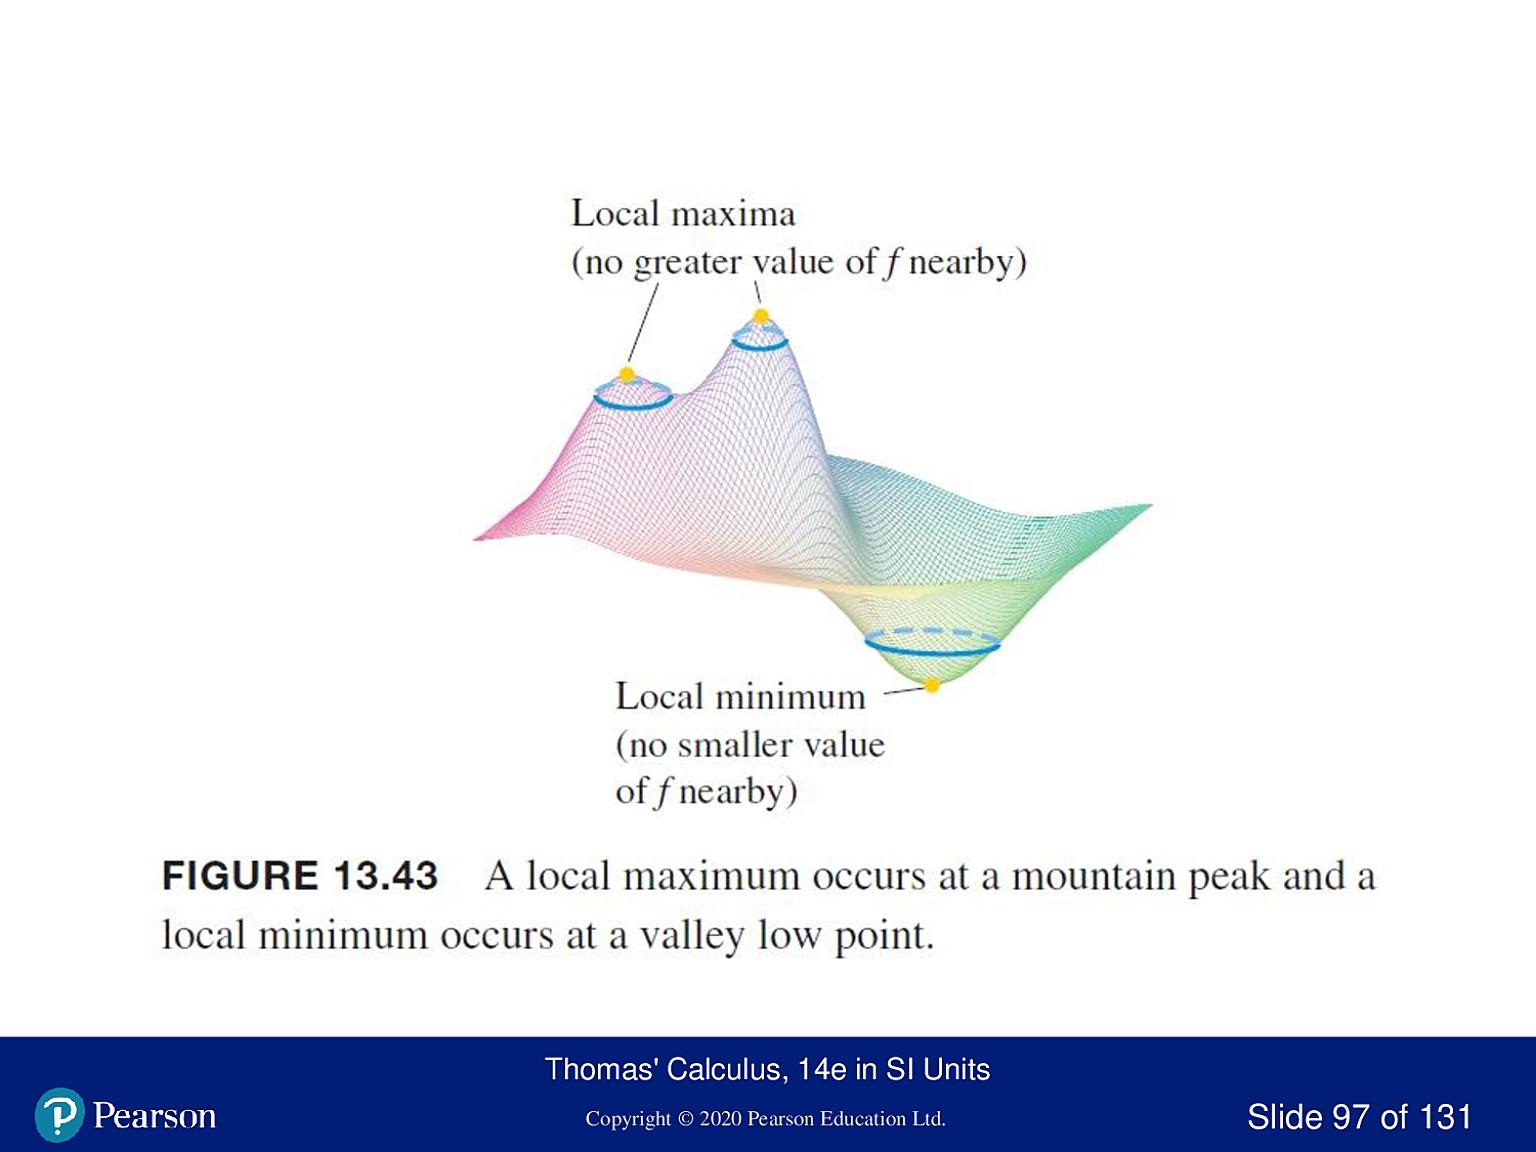 Local maxima
(no greater value of f nearby)
Local minimum
(no smaller value
of f nearby)
FIGURE 13.43 A local maximum occurs at a mountain peak and a
local minimum occurs at a valley low point.
Thomas' Calculus, 14e in SI Units
Pearson
Copyright © 2020 Pearson Education Ltd.
Slide 97 of 131